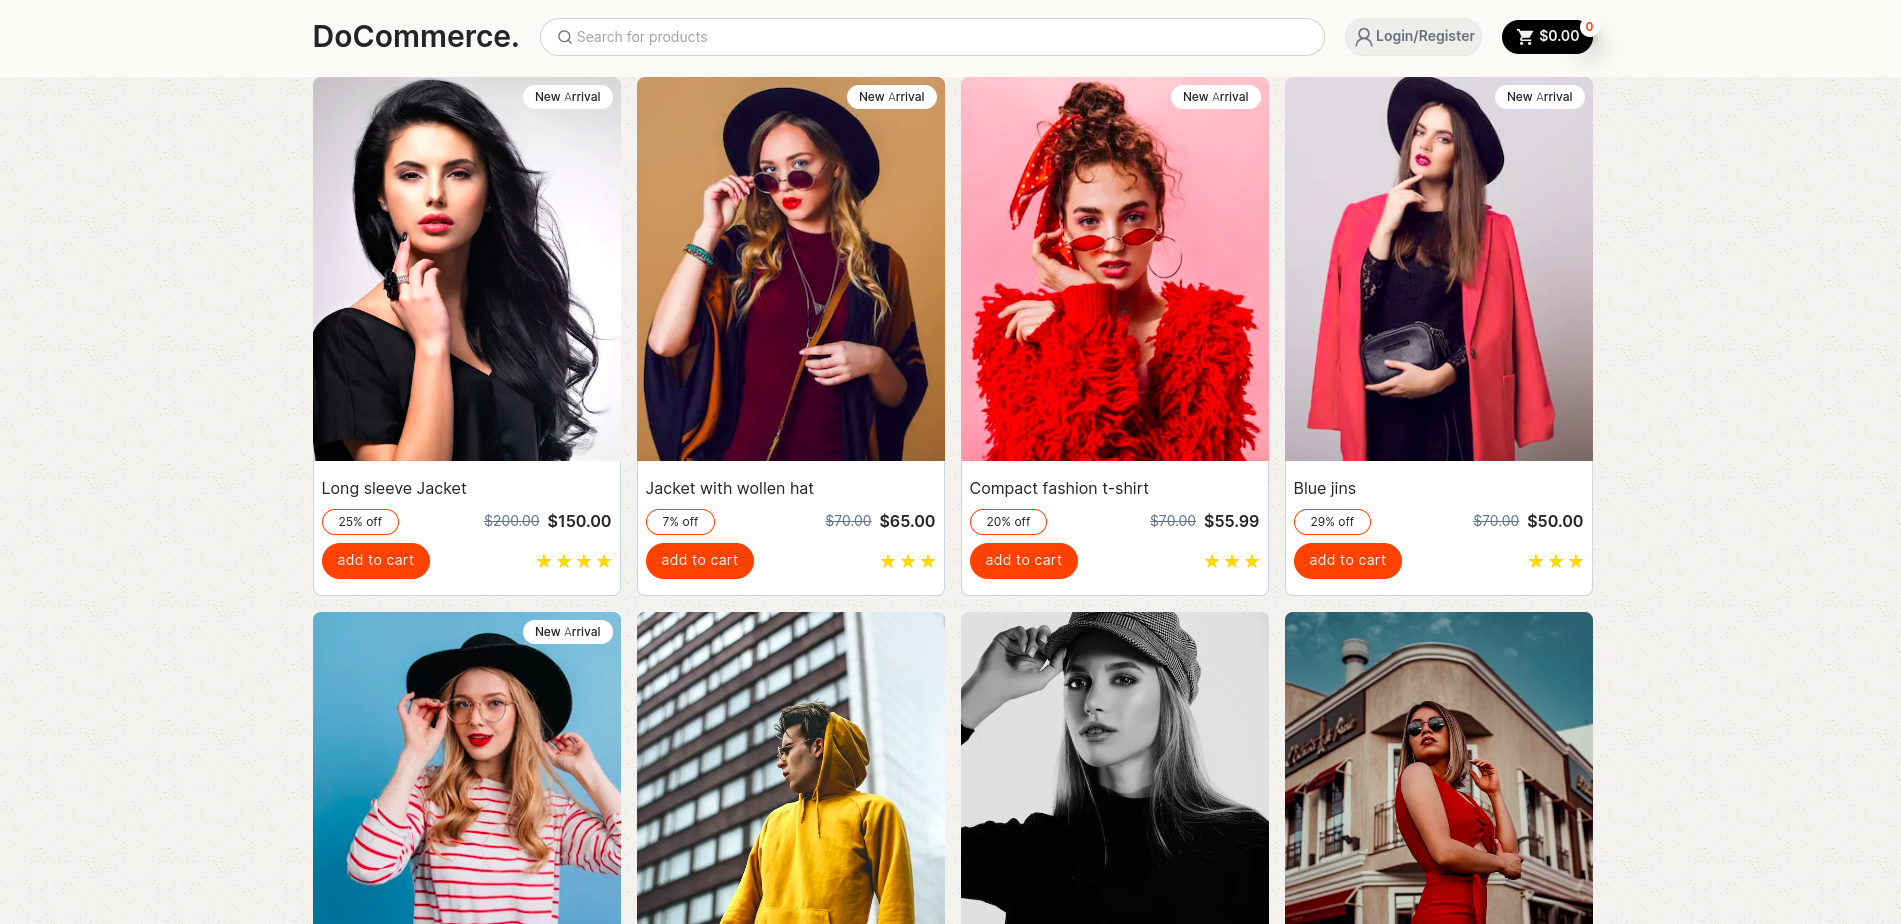 DoCommerce.
Search for products
Login/Register
$0.00
0
New Arrival
New Arrival
New Arrival
New Arrival
Long sleeve Jacket
25% off
$200.00 $150.00
add to cart
Jacket with wollen hat
7% off
$70.00 $65.00
add to cart
Compact fashion t-shirt
20% off
$70.00 $55.99
add to cart
Blue jins
29% off
$70.00 $50.00
add to cart
New Arrival